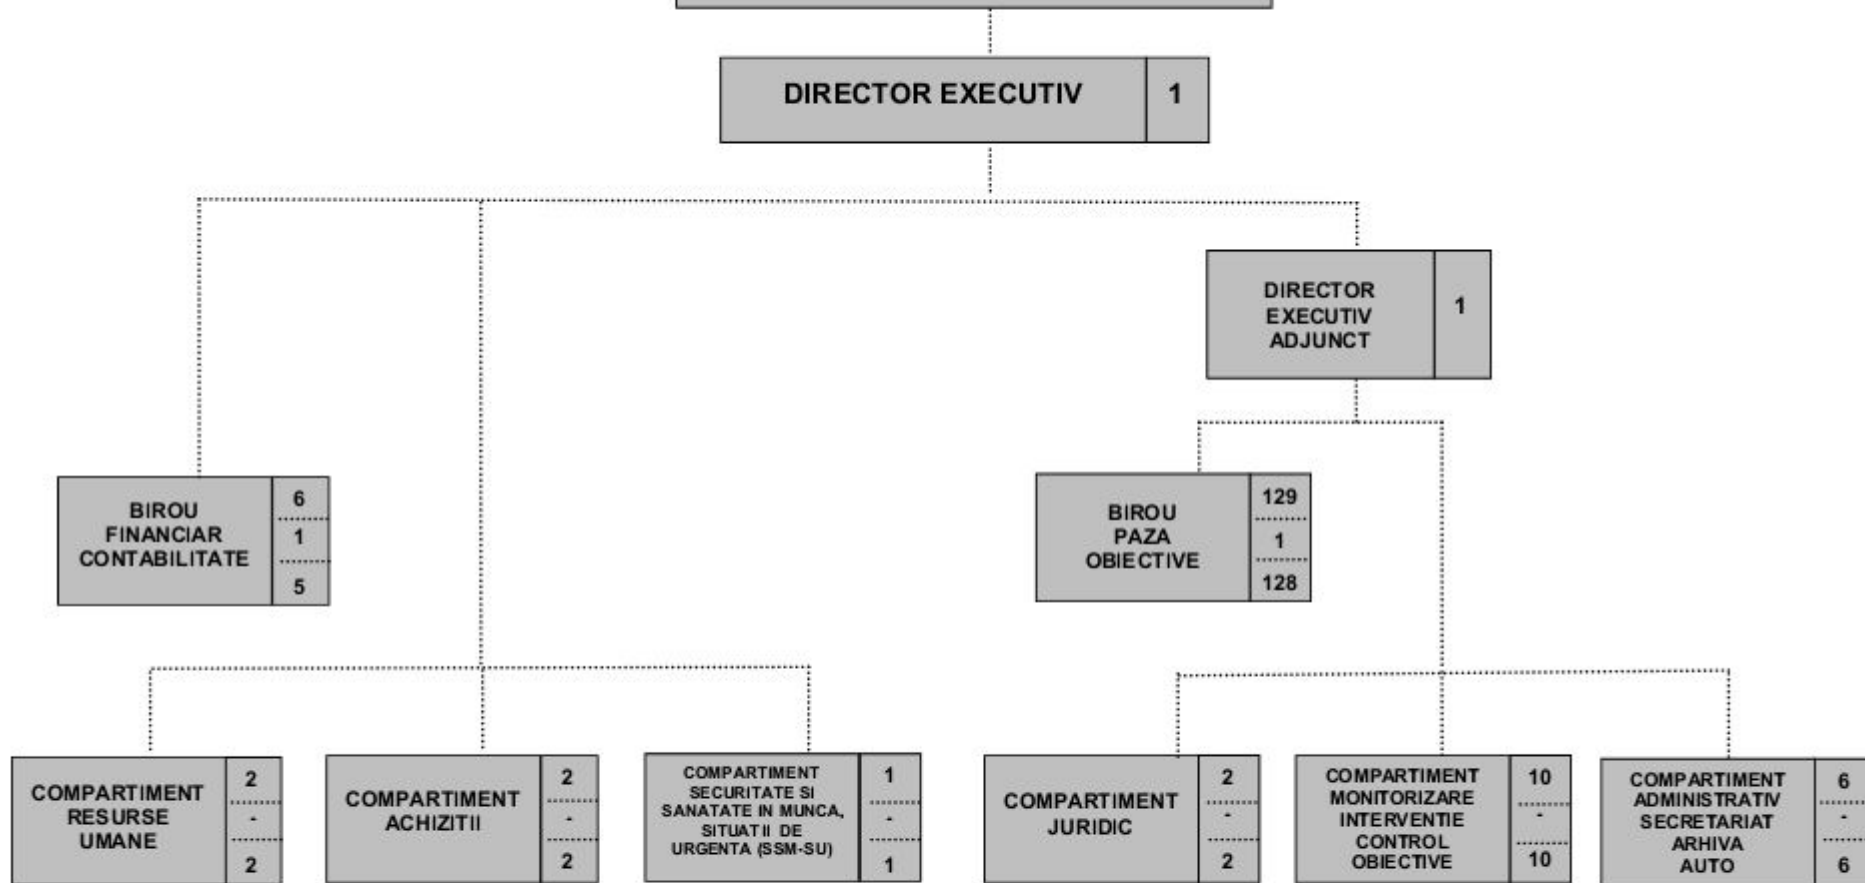 DIRECTOR EXECUTIV
1
DIRECTOR
EXECUTIV
ADJUNCT
1
BIROU
FINANCIAR
CONTABILITATE
6
1
5
BIROU
PAZA
OBIECTIVE
129
1
128
COMPARTIMENT
RESURSE
UMANE
2
-
2
COMPARTIMENT
ACHIZITII
2
-
2
COMPARTIMENT
SECURITATE SI
SANATATE IN MUNCA,
SITUATII DE
URGENTA (SSM-SU)
1
-
1
COMPARTIMENT
JURIDIC
2
-
2
COMPARTIMENT
MONITORIZARE
INTERVENTIE
CONTROL
OBIECTIVE
10
-
10
COMPARTIMENT
ADMINISTRATIV
SECRETARIAT
ARHIVA
AUTO
6
-
6